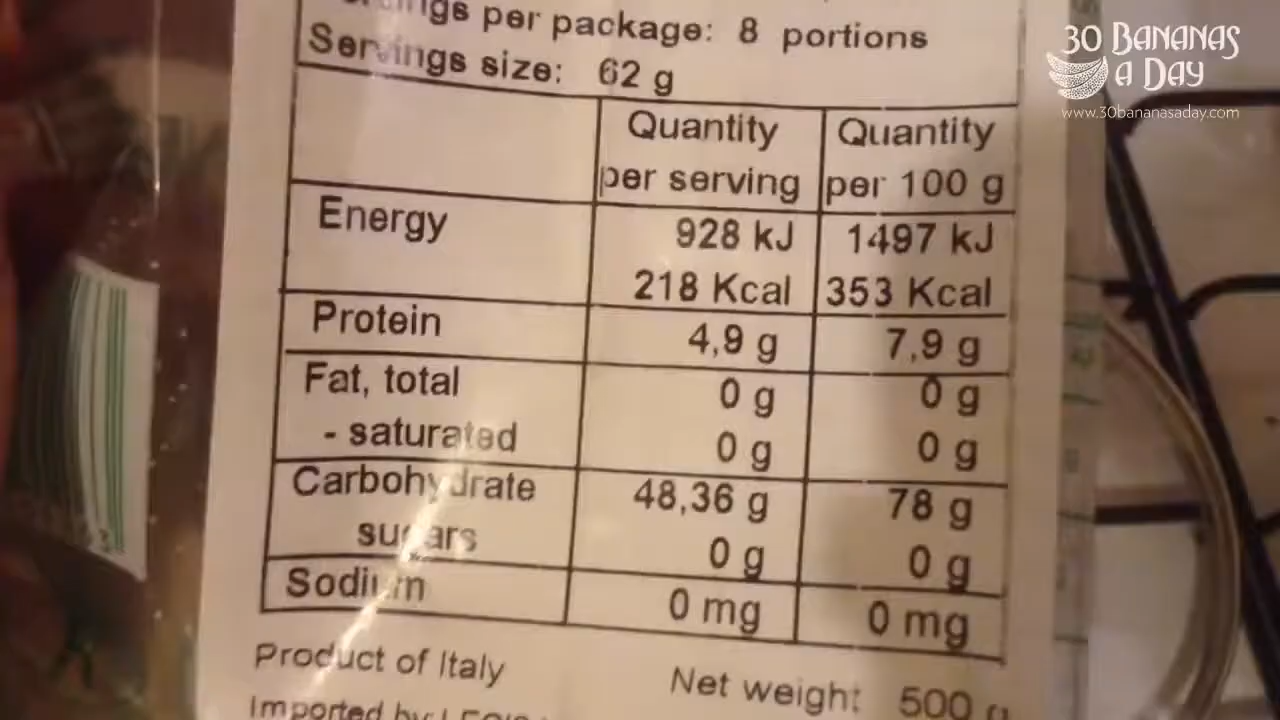 per package: 8 portions
Servings size: 62 g
Quantity per serving
Quantity per 100 g
Energy 928 kJ 1497 kJ
218 Kcal 353 Kcal
Protein 4,9 g 7,9 g
Fat, total 0 g 0 g
- saturated 0 g 0 g
Carbohydrate 48,36 g 78 g
sugars 0 g 0 g
Sodium 0 mg 0 mg
Product of Italy
Net weight 500 g
Imported by
30 BANANAS
A DAY
www.30bananasaday.com